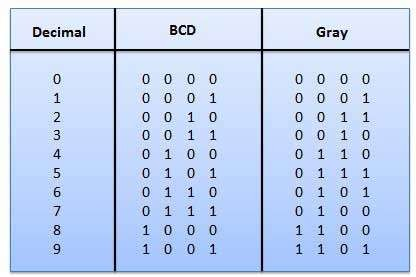 Decimal BCD Gray
0 0 0 0 0 0 0 0 0
1 0 0 0 1 0 0 0 1
2 0 0 1 0 0 0 1 1
3 0 0 1 1 0 0 1 0
4 0 1 0 0 0 1 1 0
5 0 1 0 1 0 1 1 1
6 0 1 1 0 0 1 0 1
7 0 1 1 1 0 1 0 0
8 1 0 0 0 1 1 0 0
9 1 0 0 1 1 1 0 1